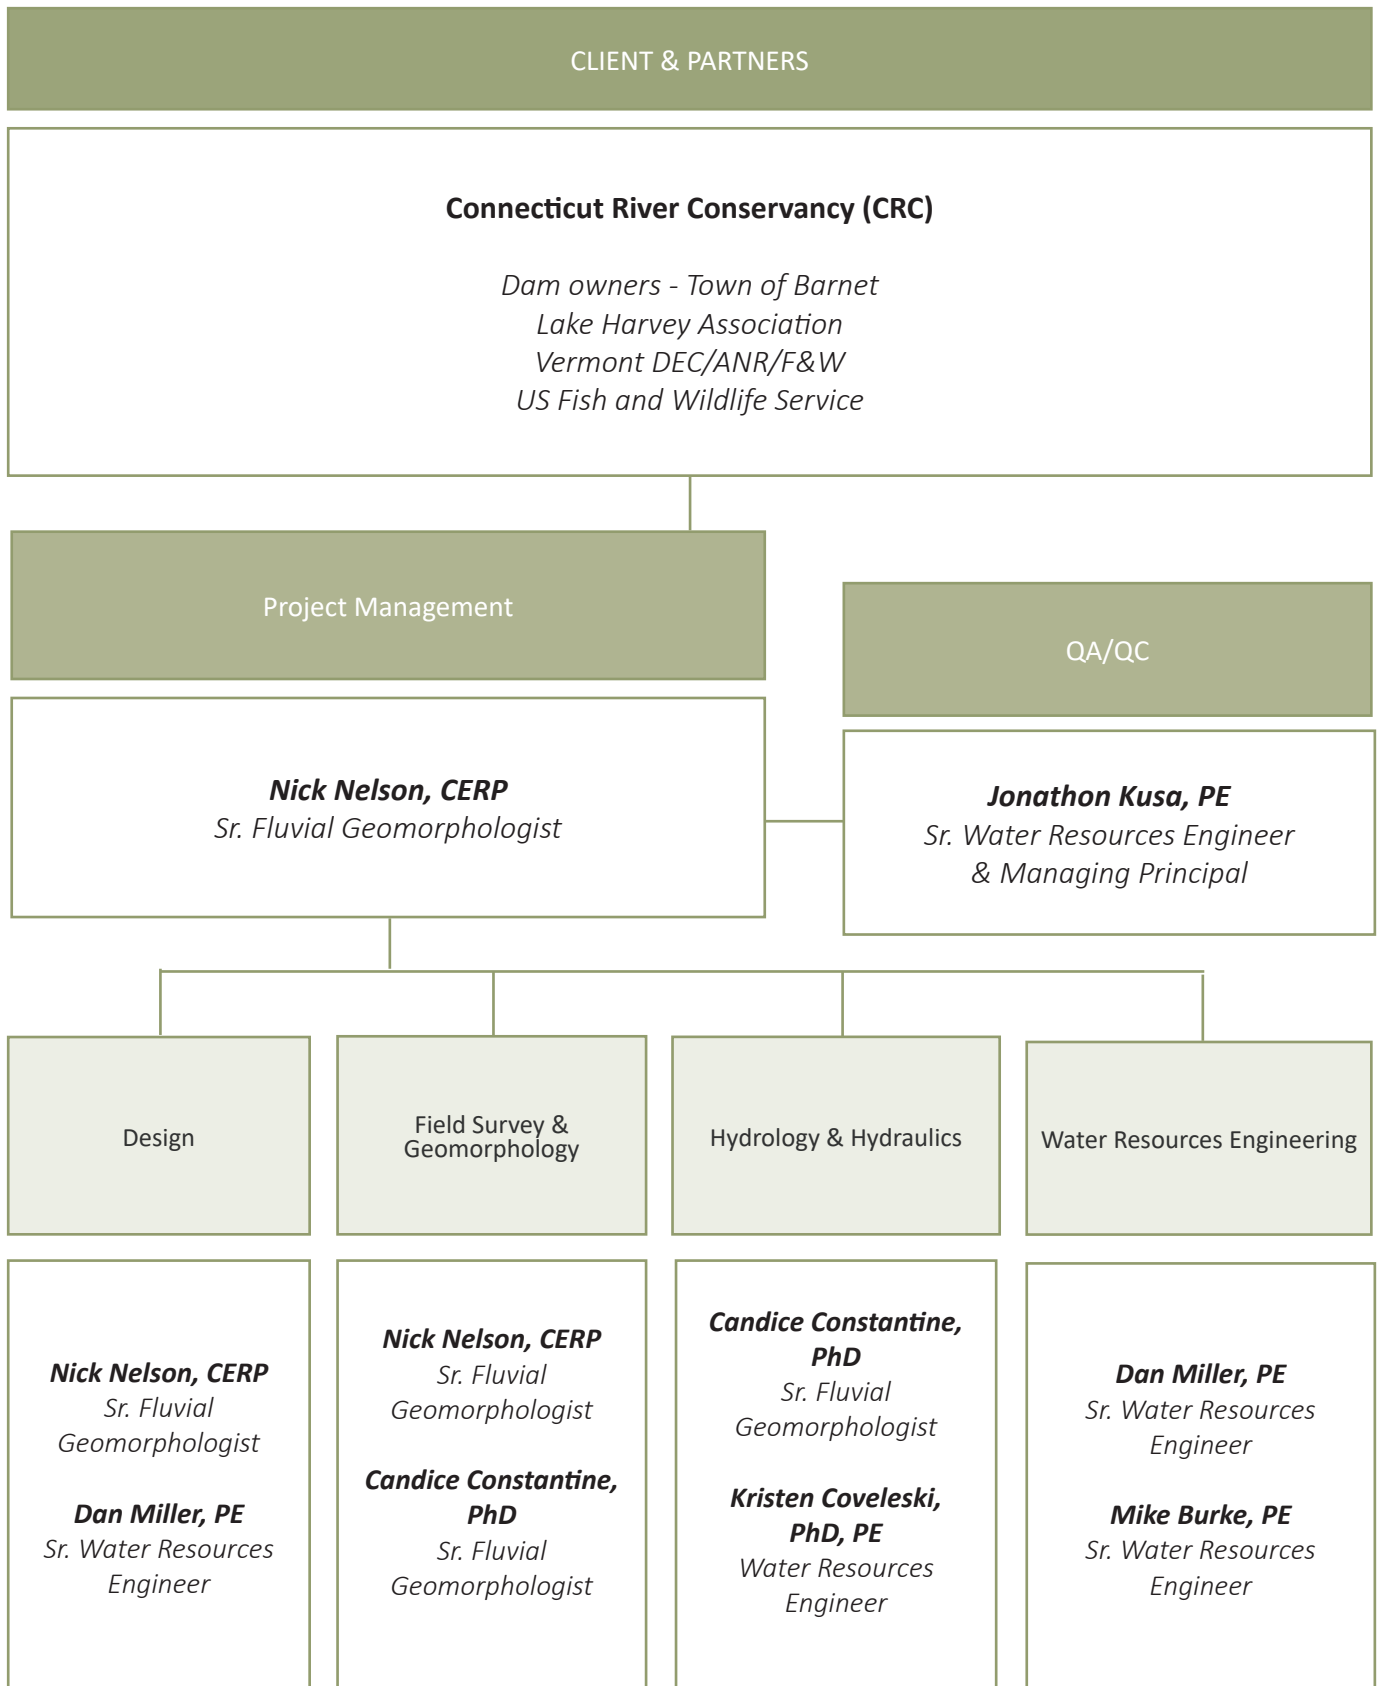 CLIENT & PARTNERS
Connecticut River Conservancy (CRC)
Dam owners - Town of Barnet
Lake Harvey Association
Vermont DEC/ANR/F&W
US Fish and Wildlife Service
Project Management
QA/QC
Nick Nelson, CERP
Sr. Fluvial Geomorphologist
Jonathon Kusa, PE
Sr. Water Resources Engineer
& Managing Principal
Design
Field Survey &
Geomorphology
Hydrology & Hydraulics
Water Resources Engineering
Nick Nelson, CERP
Sr. Fluvial
Geomorphologist
Dan Miller, PE
Sr. Water Resources
Engineer
Nick Nelson, CERP
Sr. Fluvial
Geomorphologist
Candice Constantine,
PhD
Sr. Fluvial
Geomorphologist
Candice Constantine,
PhD
Sr. Fluvial
Geomorphologist
Kristen Coveleski,
PhD, PE
Water Resources
Engineer
Dan Miller, PE
Sr. Water Resources
Engineer
Mike Burke, PE
Sr. Water Resources
Engineer